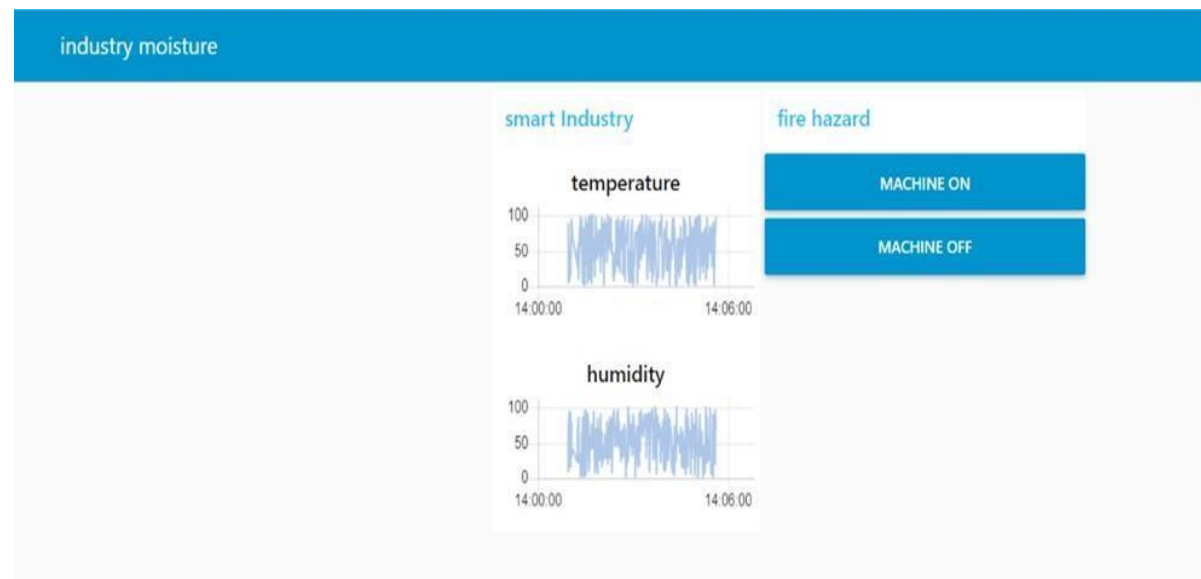 industry moisture
smart Industry
temperature
100
50
0
14:00:00 14:06:00
humidity
100
50
0
14:00:00 14:06:00
fire hazard
MACHINE ON
MACHINE OFF